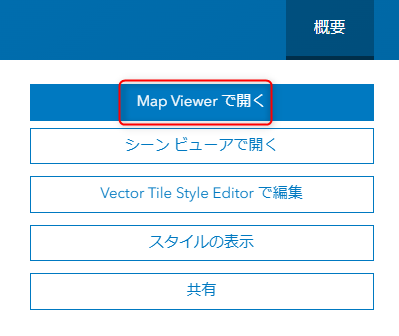 概要
Map Viewer で開く
シーン ビューアで開く
Vector Tile Style Editor で編集
スタイルの表示
共有